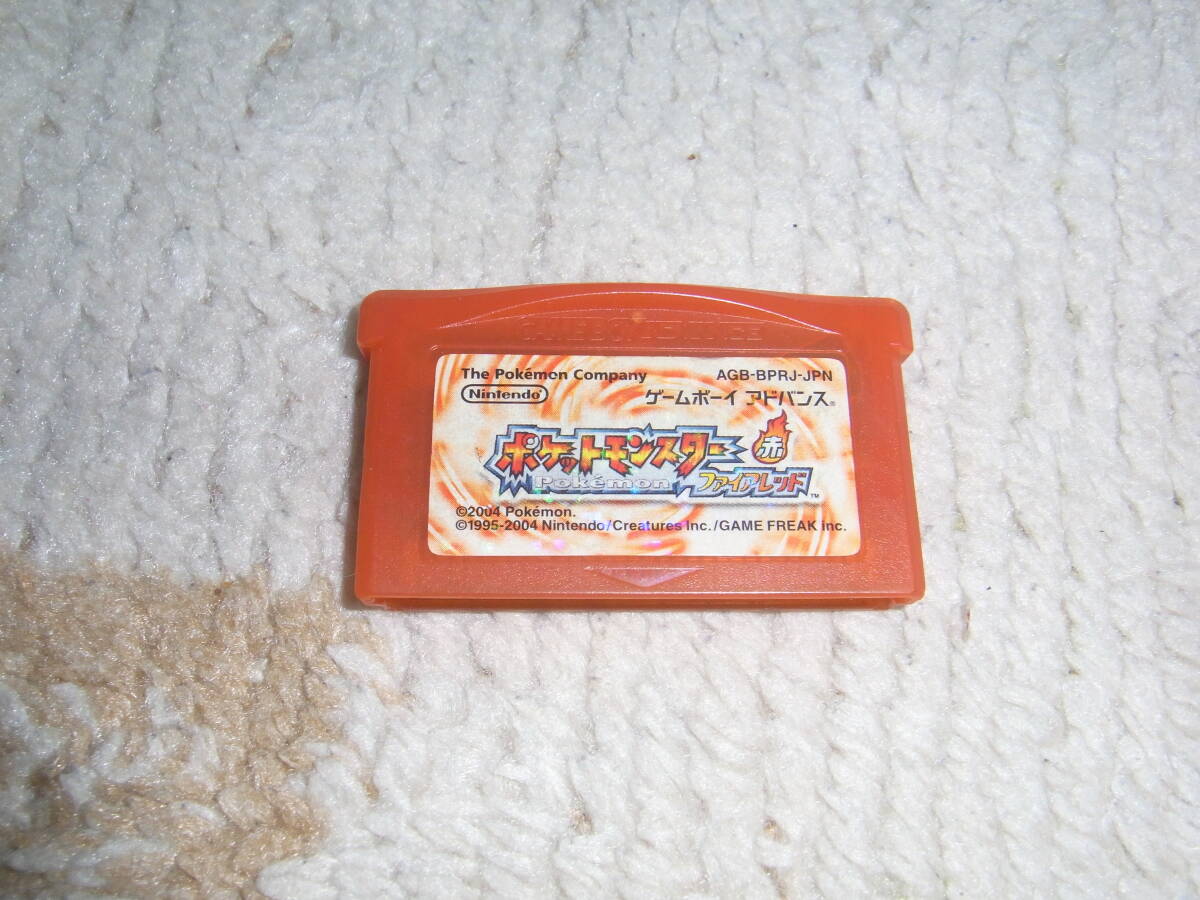 GAME BOY ADVANCE
The Pokémon Company AGB-BPRJ-JPN
Nintendo® ゲームボーイ アドバンス®
ポケットモンスター 赤
Pokémon ファイアレッド™
©2004 Pokémon.
©1995-2004 Nintendo/Creatures Inc./GAME FREAK inc.